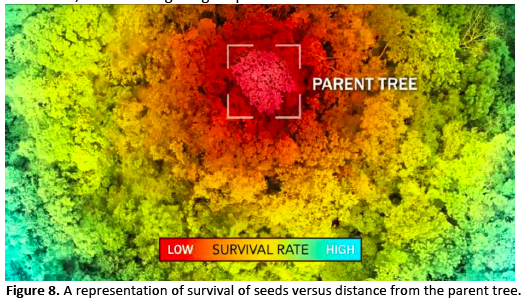 PARENT TREE
LOW SURVIVAL RATE HIGH
Figure 8. A representation of survival of seeds versus distance from the parent tree.